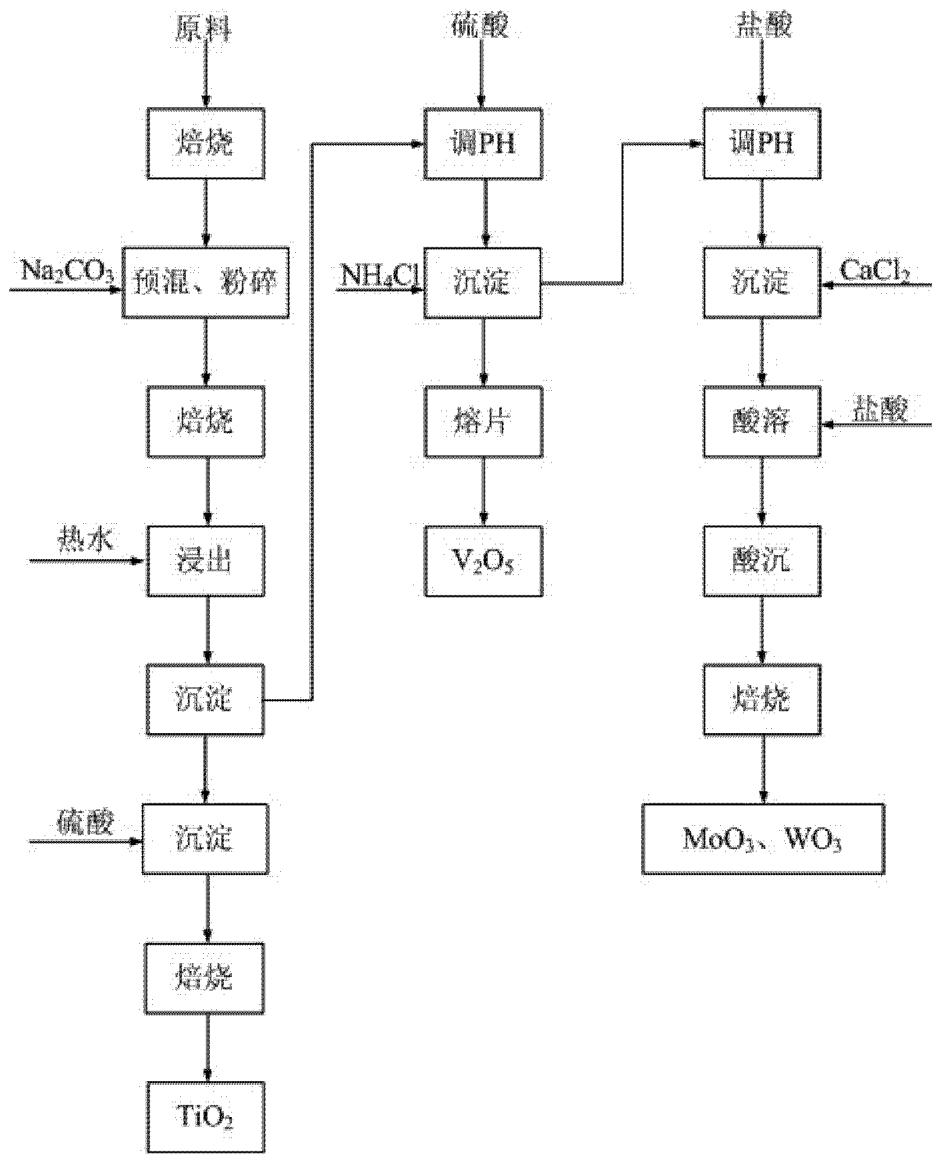 原料
焙烧
Na₂CO₃
预混、粉碎
焙烧
热水
浸出
沉淀
硫酸
沉淀
焙烧
TiO₂
硫酸
调PH
NH₄Cl
沉淀
熔片
V₂O₅
盐酸
调PH
沉淀
CaCl₂
酸溶
盐酸
酸沉
焙烧
MoO₃、WO₃